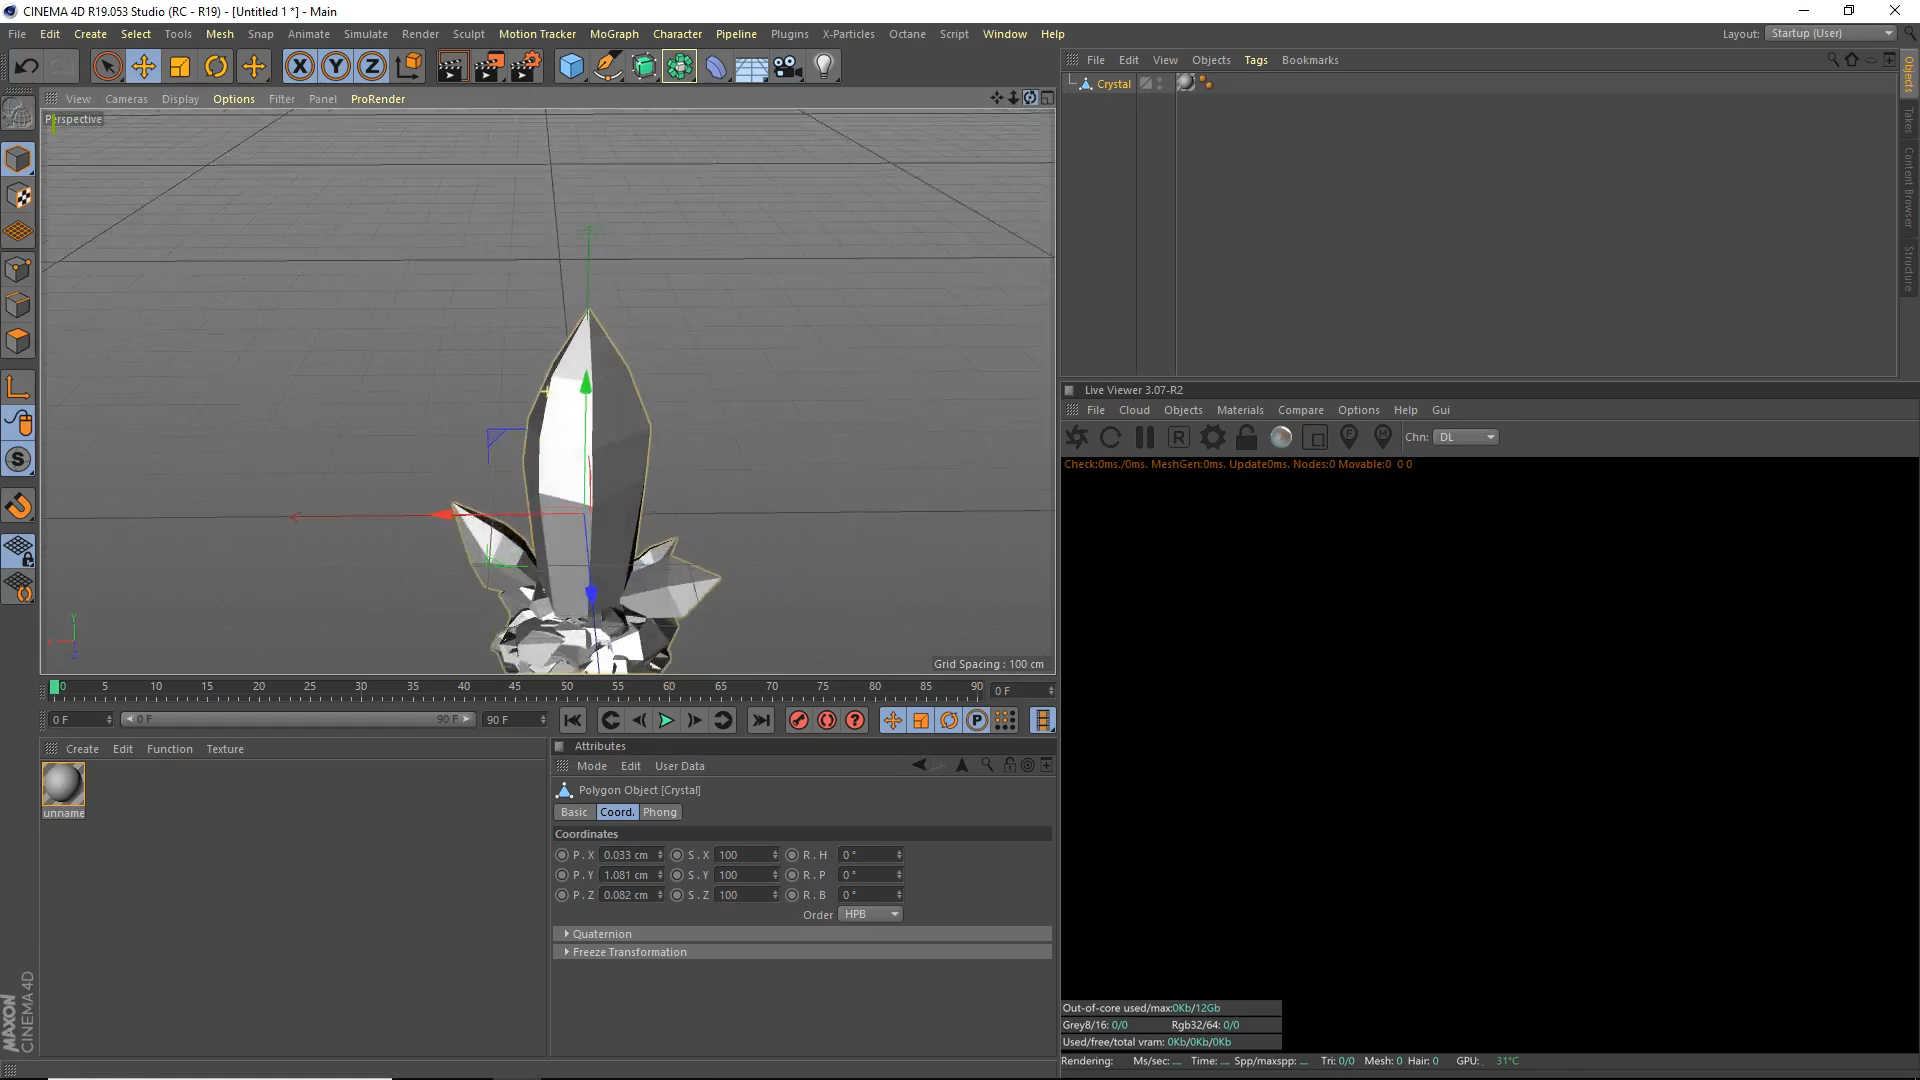 CINEMA 4D R19.053 Studio (RC - R19) - [Untitled 1 *] - Main
File Edit Create Select Tools Mesh Snap Animate Simulate Render Sculpt Motion Tracker MoGraph Character Pipeline Plugins X-Particles Octane Script Window Help
Layout: Startup (User)
X Y Z
View Cameras Display Options Filter Panel ProRender
Perspective
Grid Spacing : 100 cm
File Edit View Objects Tags Bookmarks
Crystal
Objects
Takes
Content Browser
Structure
Live Viewer 3.07-R2
File Cloud Objects Materials Compare Options Help Gui
Chn: DL
Check:0ms./0ms. MeshGen:0ms. Update0ms. Nodes:0 Movable:0 0 0
0 5 10 15 20 25 30 35 40 45 50 55 60 65 70 75 80 85 90 0 F
0 F 0 F 90 F 90 F
Create Edit Function Texture
unname
Attributes
Mode Edit User Data
Polygon Object [Crystal]
Basic Coord. Phong
Coordinates
P . X 0.033 cm S . X 100 R . H 0 °
P . Y 1.081 cm S . Y 100 R . P 0 °
P . Z 0.082 cm S . Z 100 R . B 0 °
Order HPB
Quaternion
Freeze Transformation
MAXON
CINEMA 4D
Out-of-core used/max:0Kb/12Gb
Grey8/16: 0/0 Rgb32/64: 0/0
Used/free/total vram: 0Kb/0Kb/0Kb
Rendering: Ms/sec: .... Time: .... Spp/maxspp: .... Tri: 0/0 Mesh: 0 Hair: 0 GPU: 31°C